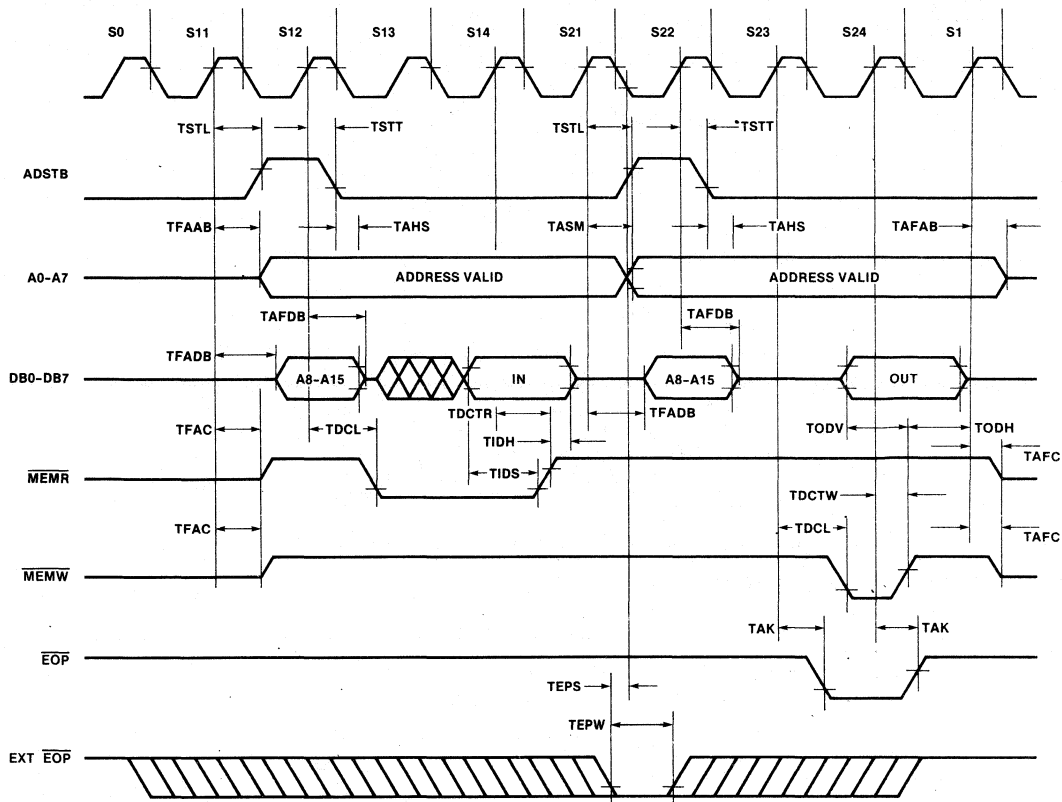 S0 S11 S12 S13 S14 S21 S22 S23 S24 S1
TSTL TSTT TSTL TSTT
ADSTB
TFAAB TAHS TASM TAHS TAFAB
A0-A7 ADDRESS VALID ADDRESS VALID
TAFDB TAFDB
TFADB
DB0-DB7 A8-A15 IN A8-A15 OUT
TDCTR TFADB
TFAC TDCL TODV TODH
TIDH
MEMR TIDS TAFC
TDCTW
TFAC TDCL
TAFC
MEMW
TAK TAK
EOP
TEPS
TEPW
EXT EOP